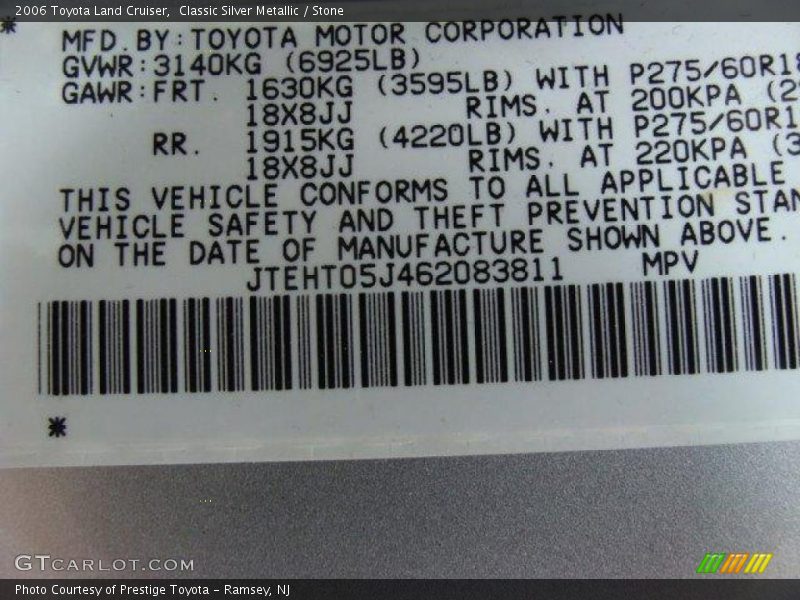 2006 Toyota Land Cruiser,  Classic Silver Metallic / Stone
*
MFD.BY:TOYOTA MOTOR CORPORATION
GVWR:3140KG (6925LB)
GAWR:FRT. 1630KG (3595LB) WITH P275/60R18
18X8JJ RIMS. AT 200KPA (2
RR. 1915KG (4220LB) WITH P275/60R1
18X8JJ RIMS. AT 220KPA (3
THIS VEHICLE CONFORMS TO ALL APPLICABLE
VEHICLE SAFETY AND THEFT PREVENTION STAN
ON THE DATE OF MANUFACTURE SHOWN ABOVE.
JTEHT05J462083811 MPV
*
GTCARLOT.COM
Photo Courtesy of Prestige Toyota - Ramsey, NJ